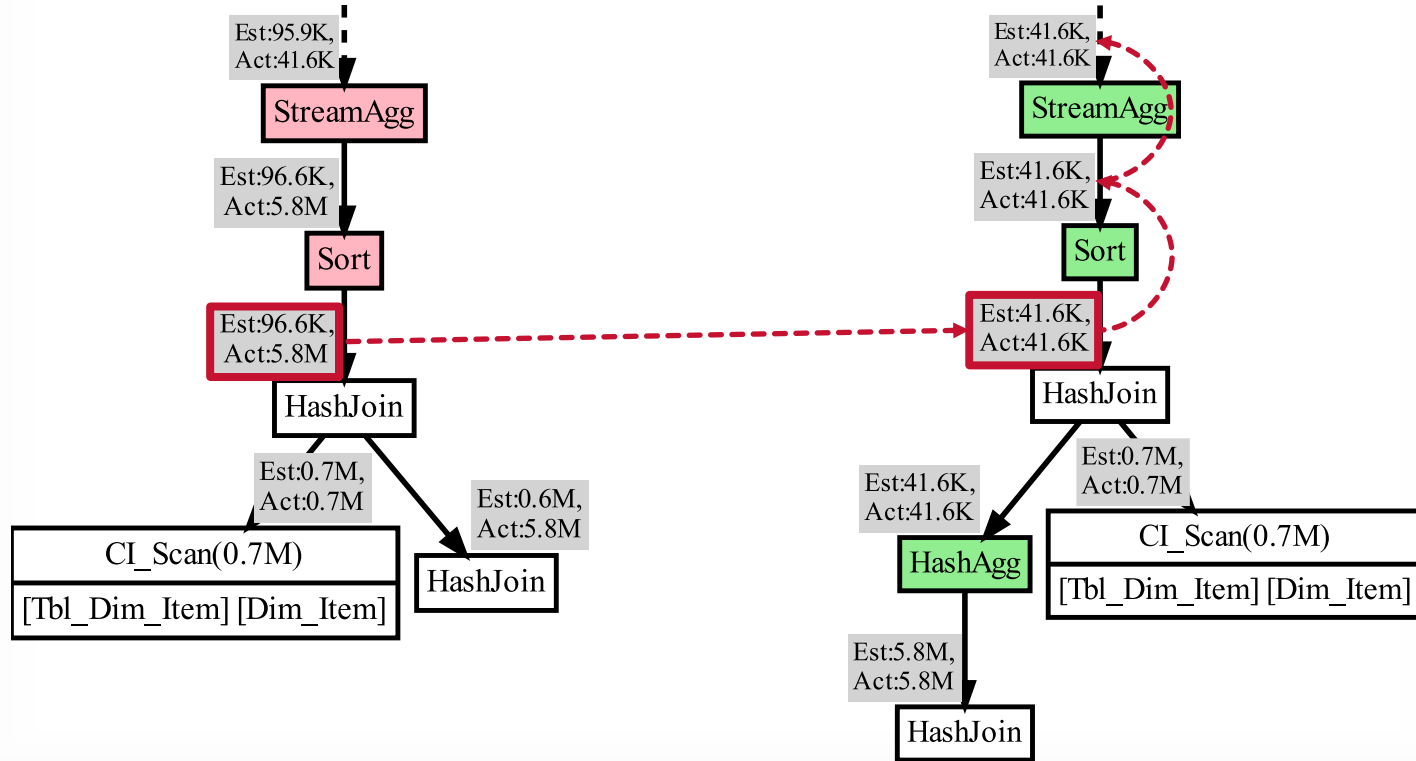 Est:95.9K,
Act:41.6K
StreamAgg
Est:96.6K,
Act:5.8M
Sort
Est:96.6K,
Act:5.8M
HashJoin
Est:0.7M,
Act:0.7M
Est:0.6M,
Act:5.8M
CI_Scan(0.7M)
[Tbl_Dim_Item] [Dim_Item]
HashJoin
Est:41.6K,
Act:41.6K
StreamAgg
Est:41.6K,
Act:41.6K
Sort
Est:41.6K,
Act:41.6K
HashJoin
Est:41.6K,
Act:41.6K
Est:0.7M,
Act:0.7M
HashAgg
CI_Scan(0.7M)
[Tbl_Dim_Item] [Dim_Item]
Est:5.8M,
Act:5.8M
HashJoin